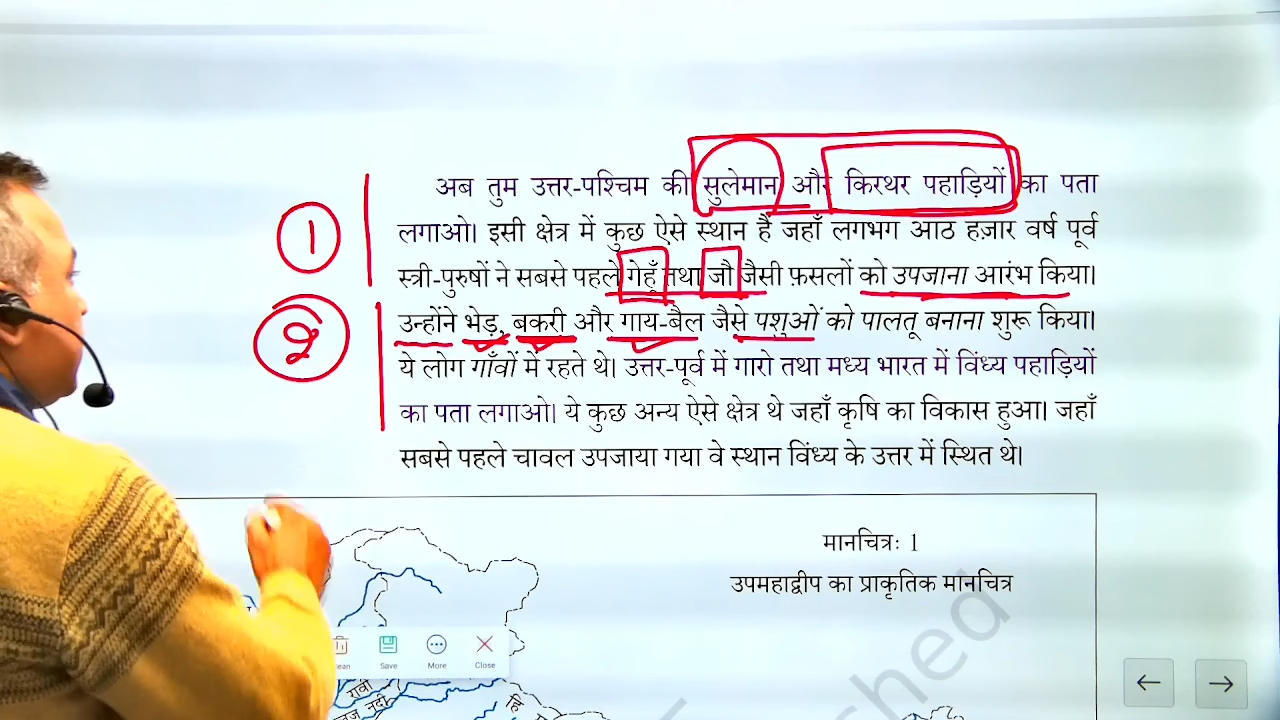 अब तुम उत्तर-पश्चिम की सुलेमान और किरथर पहाड़ियों का पता
लगाओ। इसी क्षेत्र में कुछ ऐसे स्थान हैं जहाँ लगभग आठ हज़ार वर्ष पूर्व
1
स्त्री-पुरुषों ने सबसे पहले गेहूँ तथा जौ जैसी फ़सलों को उपजाना आरंभ किया।
उन्होंने भेड़, बकरी और गाय-बैल जैसे पशुओं को पालतू बनाना शुरू किया।
2
ये लोग गाँवों में रहते थे। उत्तर-पूर्व में गारो तथा मध्य भारत में विंध्य पहाड़ियों
का पता लगाओ। ये कुछ अन्य ऐसे क्षेत्र थे जहाँ कृषि का विकास हुआ। जहाँ
सबसे पहले चावल उपजाया गया वे स्थान विंध्य के उत्तर में स्थित थे।
मानचित्र: 1
उपमहाद्वीप का प्राकृतिक मानचित्र
Save More Close
रावी
नदी
हि
shed